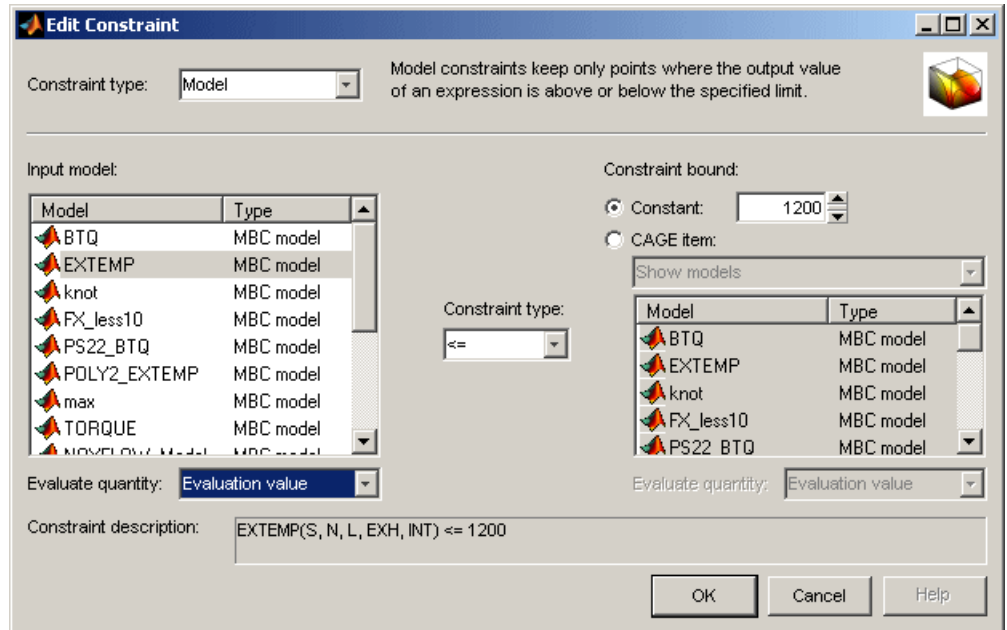 Edit Constraint
Constraint type:
Model
Model constraints keep only points where the output value
of an expression is above or below the specified limit.
Input model:
Model Type
BTQ MBC model
EXTEMP MBC model
knot MBC model
FX_less10 MBC model
PS22_BTQ MBC model
POLY2_EXTEMP MBC model
max MBC model
TORQUE MBC model
Evaluate quantity: Evaluation value
Constraint type:
<=
Constraint bound:
Constant: 1200
CAGE item:
Show models
Model Type
BTQ MBC model
EXTEMP MBC model
knot MBC model
FX_less10 MBC model
PS22_BTQ MBC model
Evaluate quantity: Evaluation value
Constraint description: EXTEMP(S, N, L, EXH, INT) <= 1200
OK Cancel Help